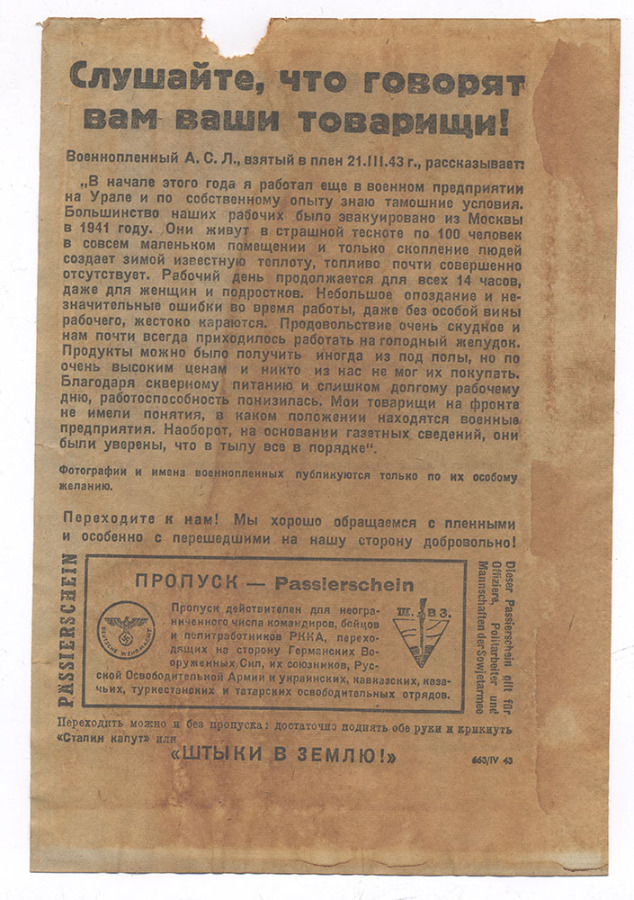 Слушайте, что говорят
вам ваши товарищи!
Военнопленный А. С. Л., взятый в плен 21.III.43 г., рассказывает:
„В начале этого года я работал еще в военном предприятии
на Урале и по собственному опыту знаю тамошние условия.
Большинство наших рабочих было эвакуировано из Москвы
в 1941 году. Они живут в страшной тесноте по 100 человек
в совсем маленьком помещении и только скопление людей
создает зимой известную теплоту, топливо почти совершенно
отсутствует. Рабочий день продолжается для всех 14 часов,
даже для женщин и подростков. Небольшое опоздание и не-
значительные ошибки во время работы, даже без особой вины
рабочего, жестоко караются. Продовольствие очень скудное и
нам почти всегда приходилось работать на голодный желудок.
Продукты можно было получить иногда из под полы, но по
очень высоким ценам и никто из нас не мог их покупать.
Благодаря скверному питанию и слишком долгому рабочему
дню, работоспособность понизилась. Мои товарищи на фронте
не имели понятия, в каком положении находятся военные
предприятия. Наоборот, на основании газетных сведений, они
были уверены, что в тылу все в порядке“.
Фотографии и имена военнопленных публикуются только по их особому
желанию.
Переходите к нам! Мы хорошо обращаемся с пленными
и особенно с перешедшими на нашу сторону добровольно!
PASSIERSCHEIN
ПРОПУСК — Passierschein
DEUTSCHE WEHRMACHT
Пропуск действителен для неогра-
ниченного числа командиров, бойцов
и политработников РККА, перехо-
дящих на сторону Германских Во-
оруженных Сил, их союзников, Рус-
ской Освободительной Армии и украинских, кавказских, каза-
чьих, туркестанских и татарских освободительных отрядов.
Ш. В З.
Dieser Passierschein gilt für
Offiziere, Politarbeiter und
Mannschaften der Sowjetarmee
Переходить можно и без пропуска: достаточно поднять обе руки и крикнуть
«Сталин капут» или
«ШТЫКИ В ЗЕМЛЮ!»
663/IV 43